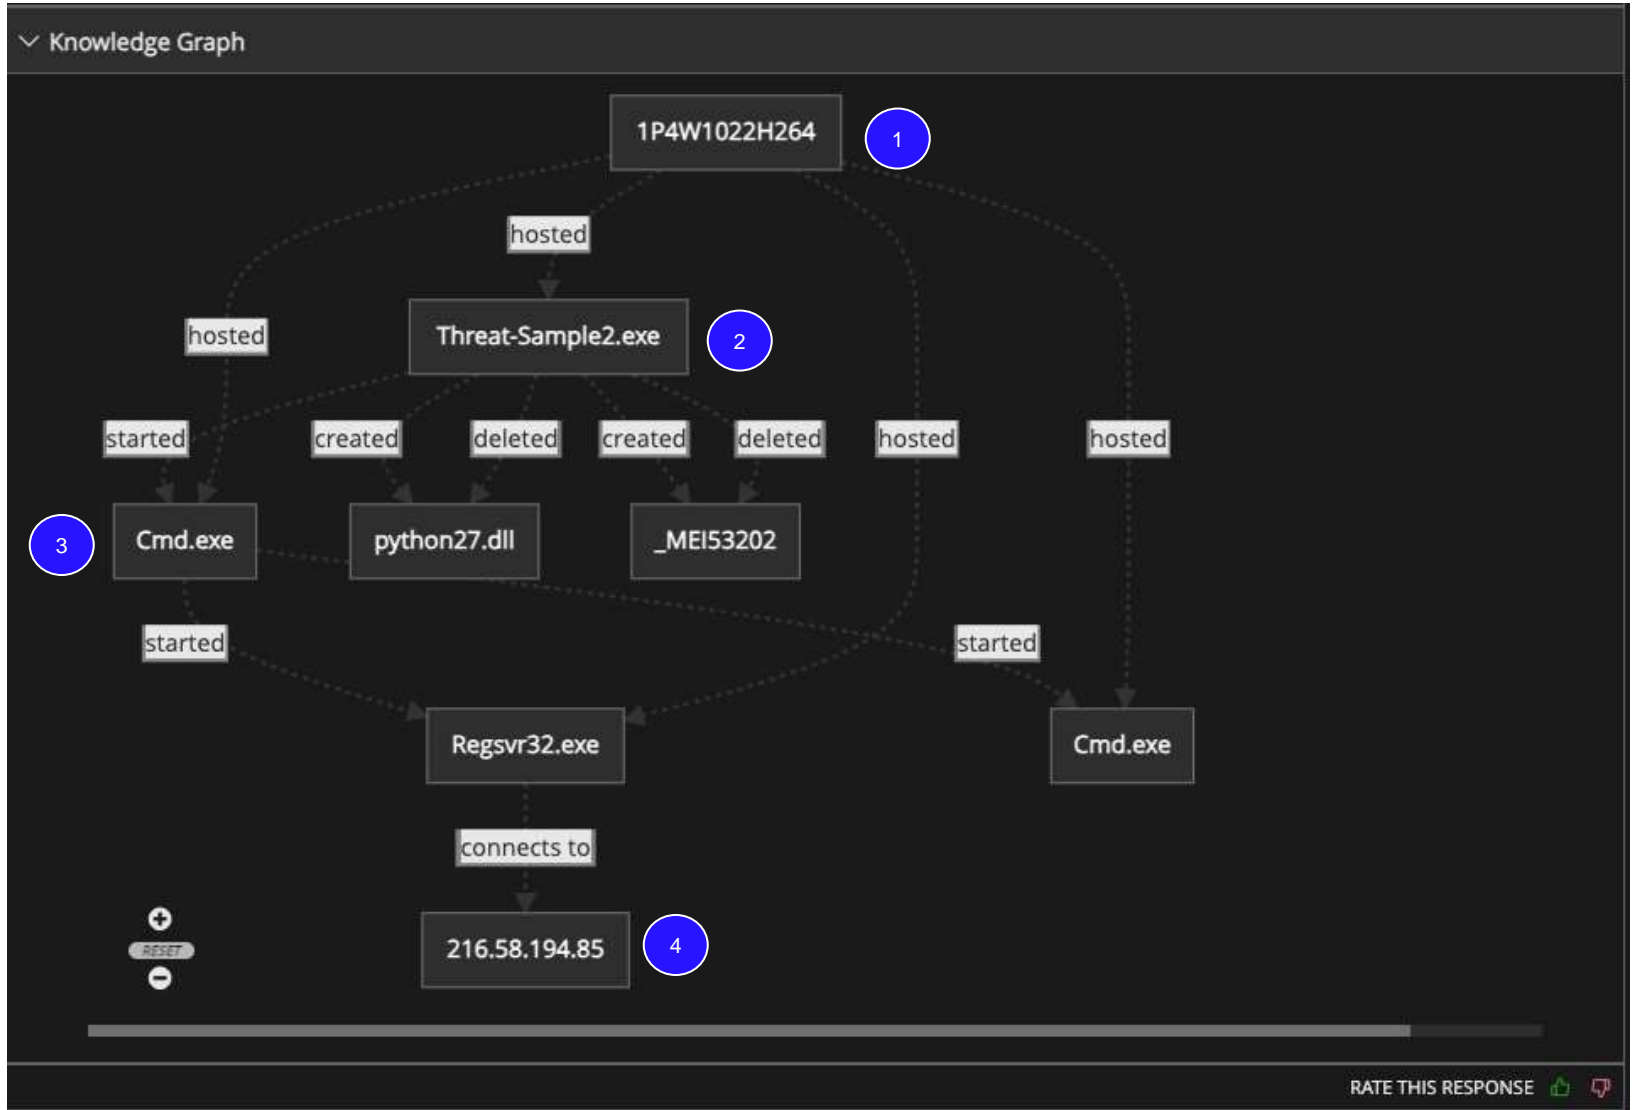 Knowledge Graph
1P4W1022H264
1
hosted
Threat-Sample2.exe
2
hosted
started
created
deleted
created
deleted
hosted
hosted
3
Cmd.exe
python27.dll
_MEI53202
started
started
Regsvr32.exe
Cmd.exe
connects to
216.58.194.85
4
RESET
RATE THIS RESPONSE